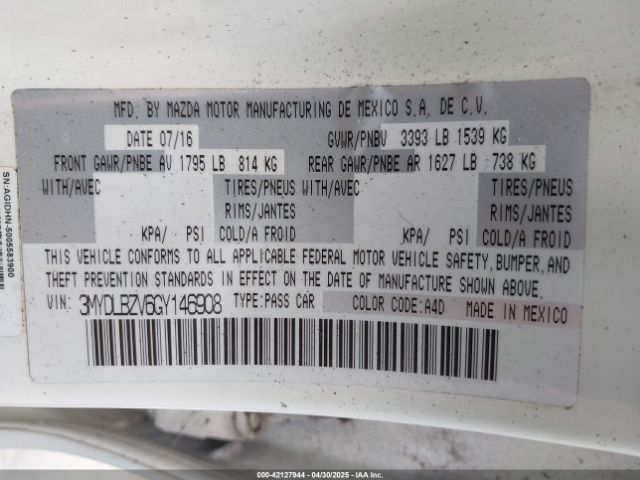 MFD. BY MAZDA MOTOR MANUFACTURING DE MEXICO S.A. DE C.V.
DATE 07/16 GVWR/PNBV 3393 LB 1539 KG
FRONT GAWR/PNBE AV 1795 LB 814 KG REAR GAWR/PNBE AR 1627 LB 738 KG
WITH/AVEC TIRES/PNEUS WITH/AVEC TIRES/PNEUS
RIMS/JANTES RIMS/JANTES
KPA/ PSI COLD/A FROID KPA/ PSI COLD/A FROID
THIS VEHICLE CONFORMS TO ALL APPLICABLE FEDERAL MOTOR VEHICLE SAFETY, BUMPER, AND
THEFT PREVENTION STANDARDS IN EFFECT ON THE DATE OF MANUFACTURE SHOWN ABOVE.
VIN: 3MYDLBZV6GY146908 TYPE:PASS CAR COLOR CODE:A4D MADE IN MEXICO
SN:AGIDHN-5005583900
000-42127944 - 04/30/2025 - IAA Inc.